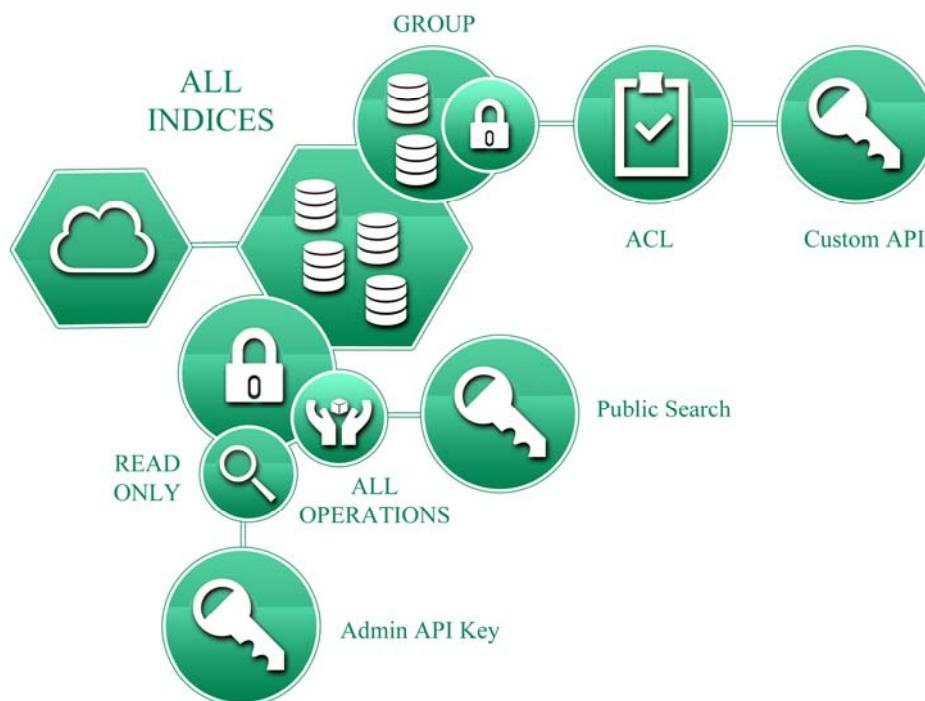 GROUP
ALL
INDICES
ACL
Custom API
Public Search
READ
ONLY
ALL
OPERATIONS
Admin API Key